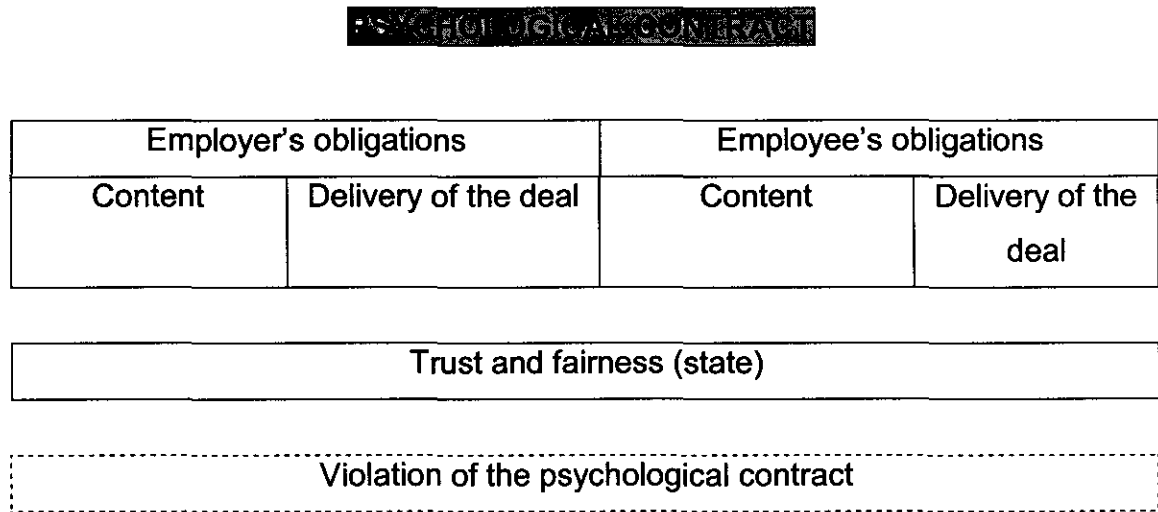 PSYCHOLOGICAL CONTRACT
Employer's obligations Employee's obligations
Content Delivery of the deal Content Delivery of the
deal
Trust and fairness (state)
Violation of the psychological contract